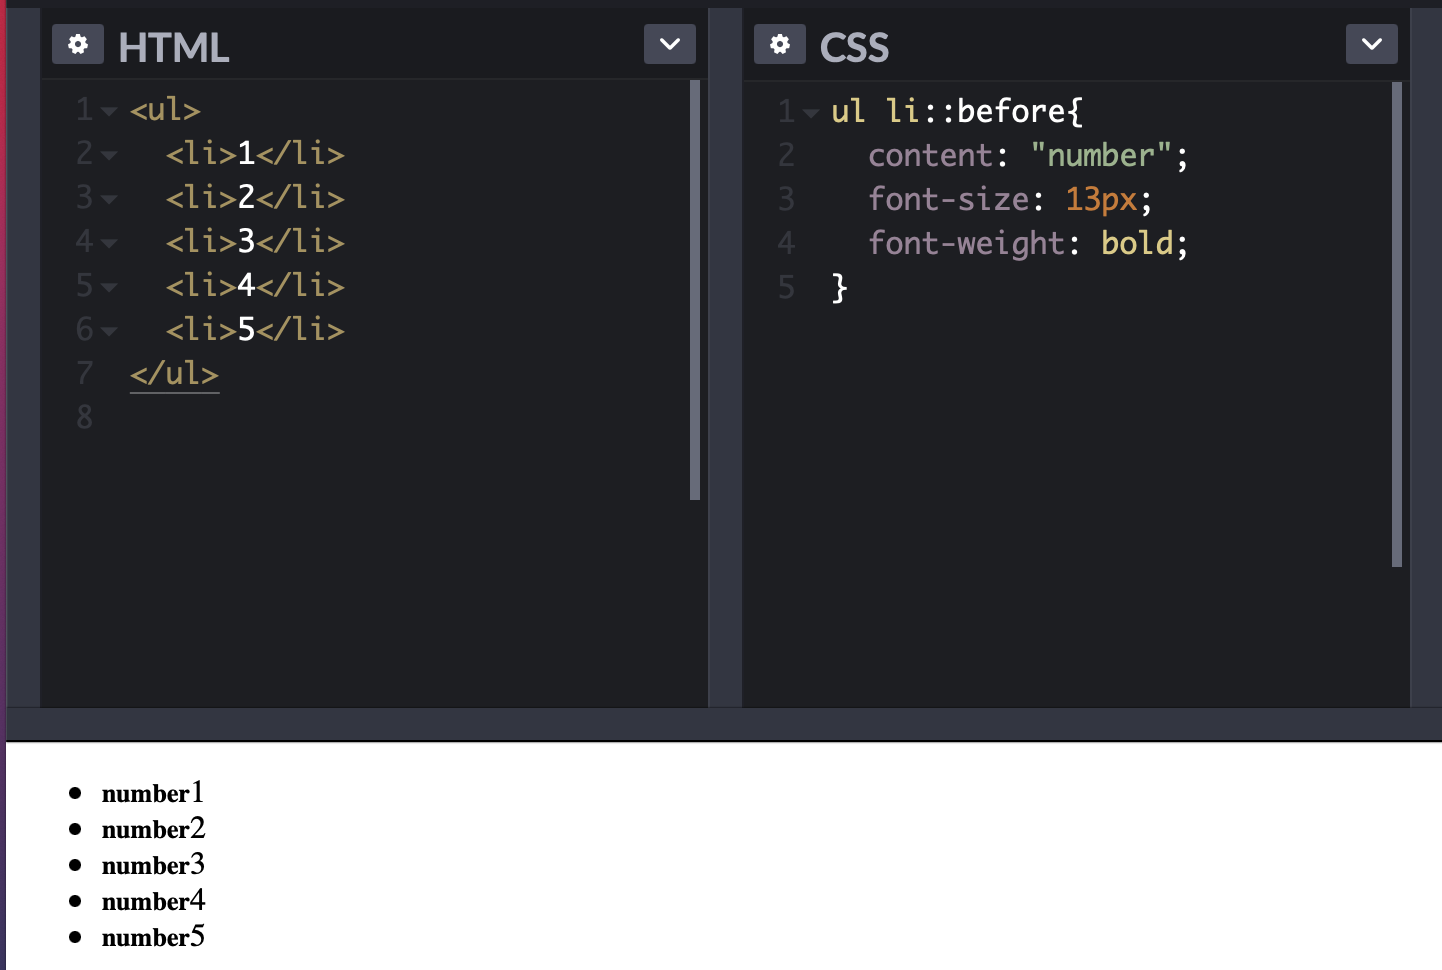 HTML
1 <ul>
2 <li>1</li>
3 <li>2</li>
4 <li>3</li>
5 <li>4</li>
6 <li>5</li>
7 </ul>
8
CSS
1 ul li::before{
2 content: "number";
3 font-size: 13px;
4 font-weight: bold;
5 }
• number1
• number2
• number3
• number4
• number5